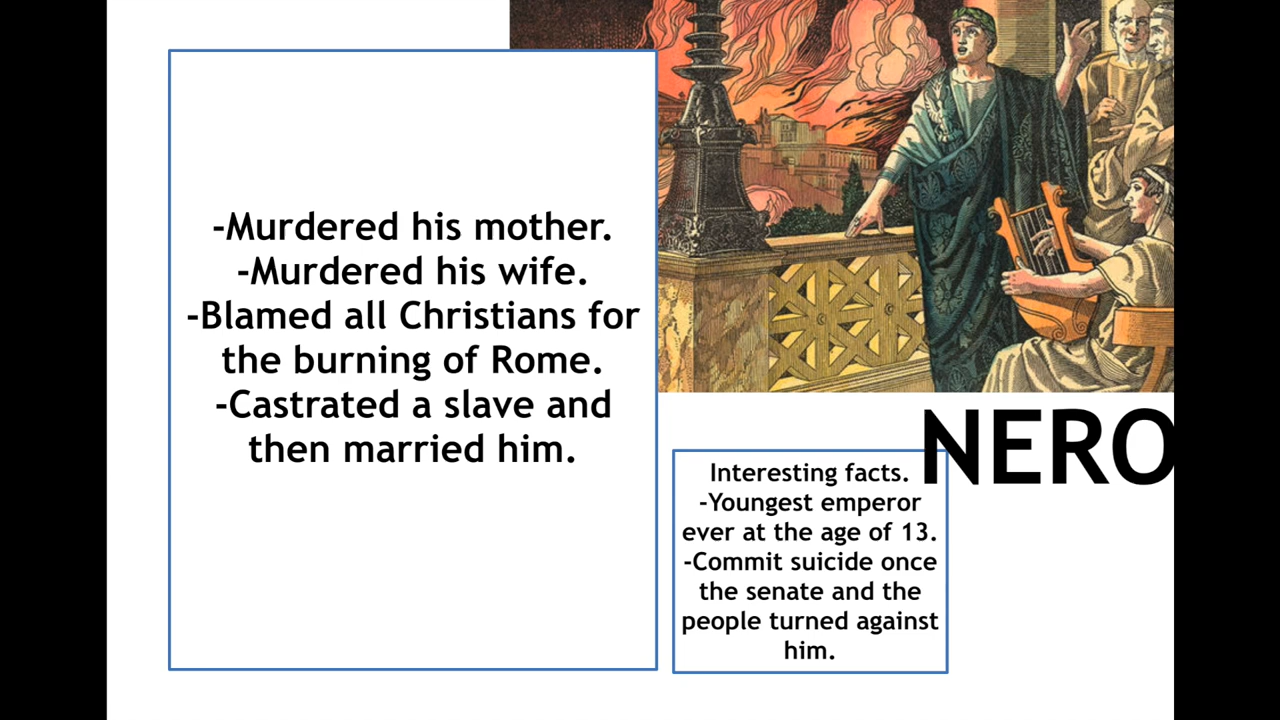 -Murdered his mother.
-Murdered his wife.
-Blamed all Christians for
the burning of Rome.
-Castrated a slave and
then married him.
NERO
Interesting facts.
-Youngest emperor
ever at the age of 13.
-Commit suicide once
the senate and the
people turned against
him.